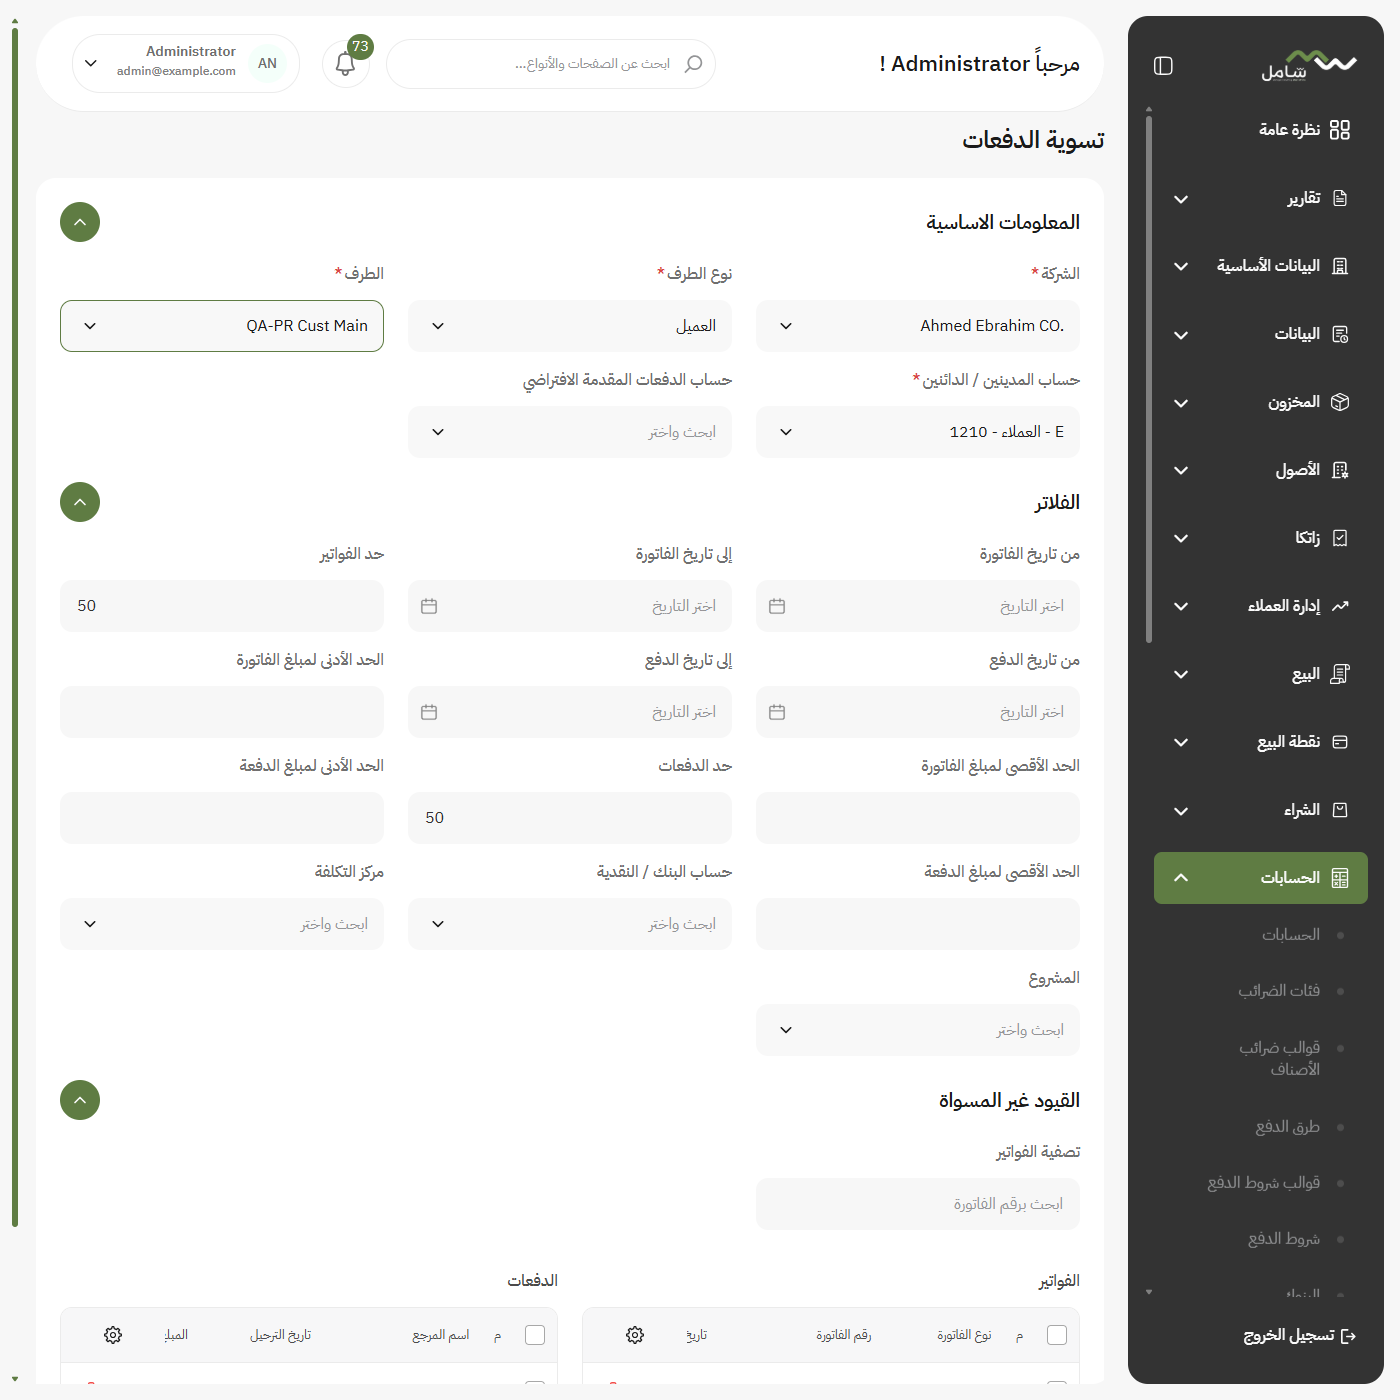 شامل
نظرة عامة
تقارير
البيانات الأساسية
البيانات
المخزون
الأصول
زاتكا
إدارة العملاء
البيع
نقطة البيع
الشراء
الحسابات
الحسابات
فئات الضرائب
قوالب ضرائب
الأصناف
طرق الدفع
قوالب شروط الدفع
شروط الدفع
البنوك
تسجيل الخروج
مرحباً Administrator !
ابحث عن الصفحات والأنواع...
73
AN
Administrator
admin@example.com
تسوية الدفعات
المعلومات الاساسية
الشركة *
نوع الطرف *
الطرف *
Ahmed Ebrahim CO.
العميل
QA-PR Cust Main
حساب المدينين / الدائنين *
حساب الدفعات المقدمة الافتراضي
1210 - العملاء - E
ابحث واختر
الفلاتر
من تاريخ الفاتورة
إلى تاريخ الفاتورة
حد الفواتير
اختر التاريخ
اختر التاريخ
50
من تاريخ الدفع
إلى تاريخ الدفع
الحد الأدنى لمبلغ الفاتورة
اختر التاريخ
اختر التاريخ
الحد الأقصى لمبلغ الفاتورة
حد الدفعات
الحد الأدنى لمبلغ الدفعة
50
الحد الأقصى لمبلغ الدفعة
حساب البنك / النقدية
مركز التكلفة
ابحث واختر
ابحث واختر
المشروع
ابحث واختر
القيود غير المسواة
تصفية الفواتير
ابحث برقم الفاتورة
الفواتير
م
نوع الفاتورة
رقم الفاتورة
تاريخ
الدفعات
م
اسم المرجع
تاريخ الترحيل